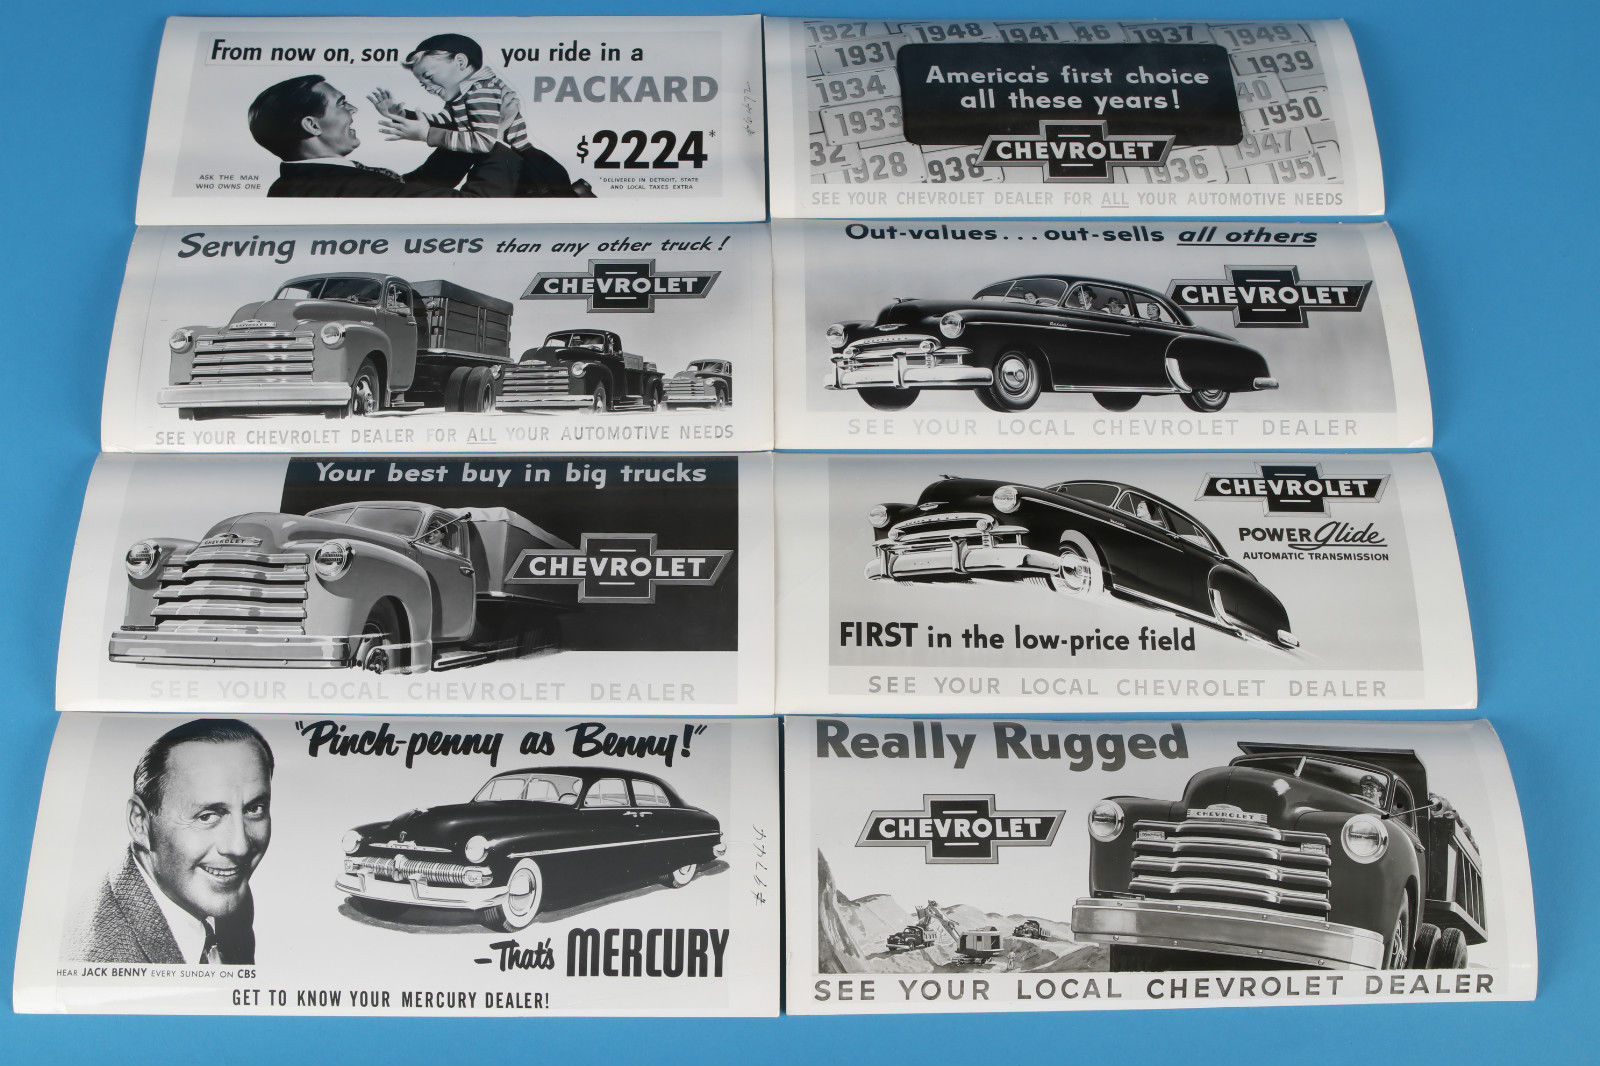 From now on, son you ride in a
PACKARD
$2224*
ASK THE MAN
WHO OWNS ONE
*DELIVERED IN DETROIT, STATE
AND LOCAL TAXES EXTRA
1927 1948 1941 46 1937 1949
1931
1939
1934
40
1933
1950
32
1928
938
1936
1947
1951
America's first choice
all these years!
CHEVROLET
SEE YOUR CHEVROLET DEALER FOR ALL YOUR AUTOMOTIVE NEEDS
Serving more users than any other truck!
CHEVROLET
CHEVROLET
SEE YOUR CHEVROLET DEALER FOR ALL YOUR AUTOMOTIVE NEEDS
Out-values...out-sells all others
CHEVROLET
SEE YOUR LOCAL CHEVROLET DEALER
Your best buy in big trucks
CHEVROLET
CHEVROLET
SEE YOUR LOCAL CHEVROLET DEALER
CHEVROLET
POWERGlide
AUTOMATIC TRANSMISSION
FIRST in the low-price field
SEE YOUR LOCAL CHEVROLET DEALER
"Pinch-penny as Benny!"
-That's MERCURY
HEAR JACK BENNY EVERY SUNDAY ON CBS
GET TO KNOW YOUR MERCURY DEALER!
#9744
Really Rugged
CHEVROLET
CHEVROLET
SEE YOUR LOCAL CHEVROLET DEALER